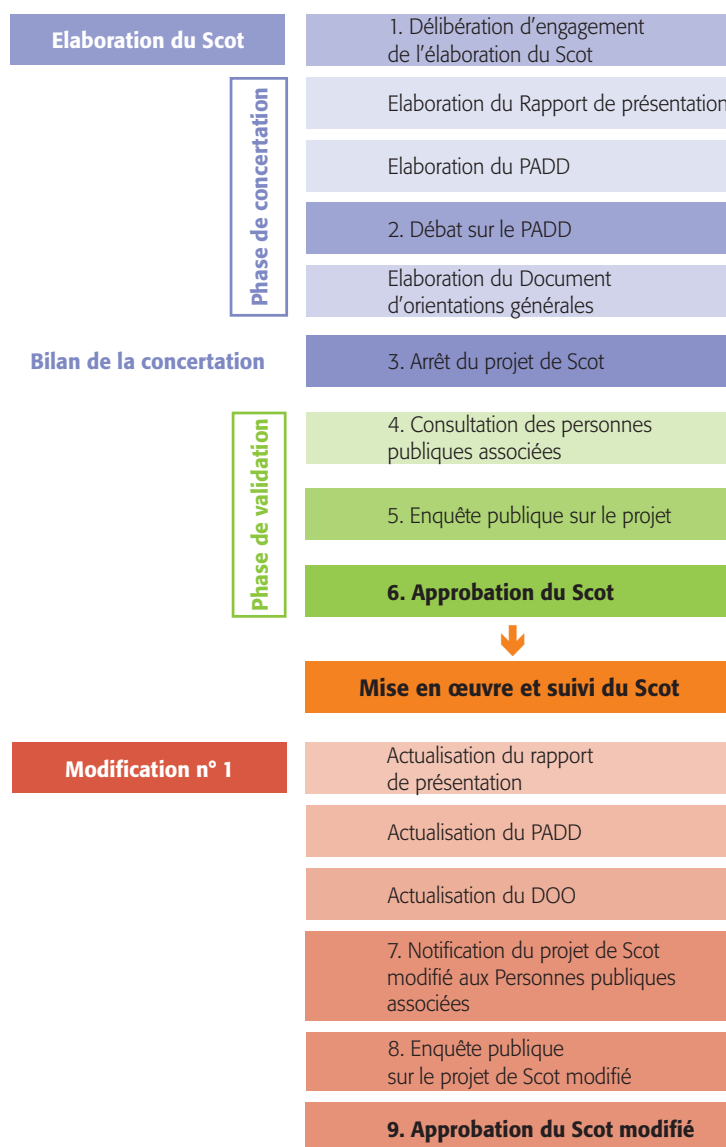 Elaboration du Scot
1. Délibération d'engagement
de l'élaboration du Scot
Phase de concertation
Elaboration du Rapport de présentation
Elaboration du PADD
2. Débat sur le PADD
Elaboration du Document
d'orientations générales
Bilan de la concertation
3. Arrêt du projet de Scot
Phase de validation
4. Consultation des personnes
publiques associées
5. Enquête publique sur le projet
6. Approbation du Scot
Mise en œuvre et suivi du Scot
Modification n° 1
Actualisation du rapport
de présentation
Actualisation du PADD
Actualisation du DOO
7. Notification du projet de Scot
modifié aux Personnes publiques
associées
8. Enquête publique
sur le projet de Scot modifié
9. Approbation du Scot modifié